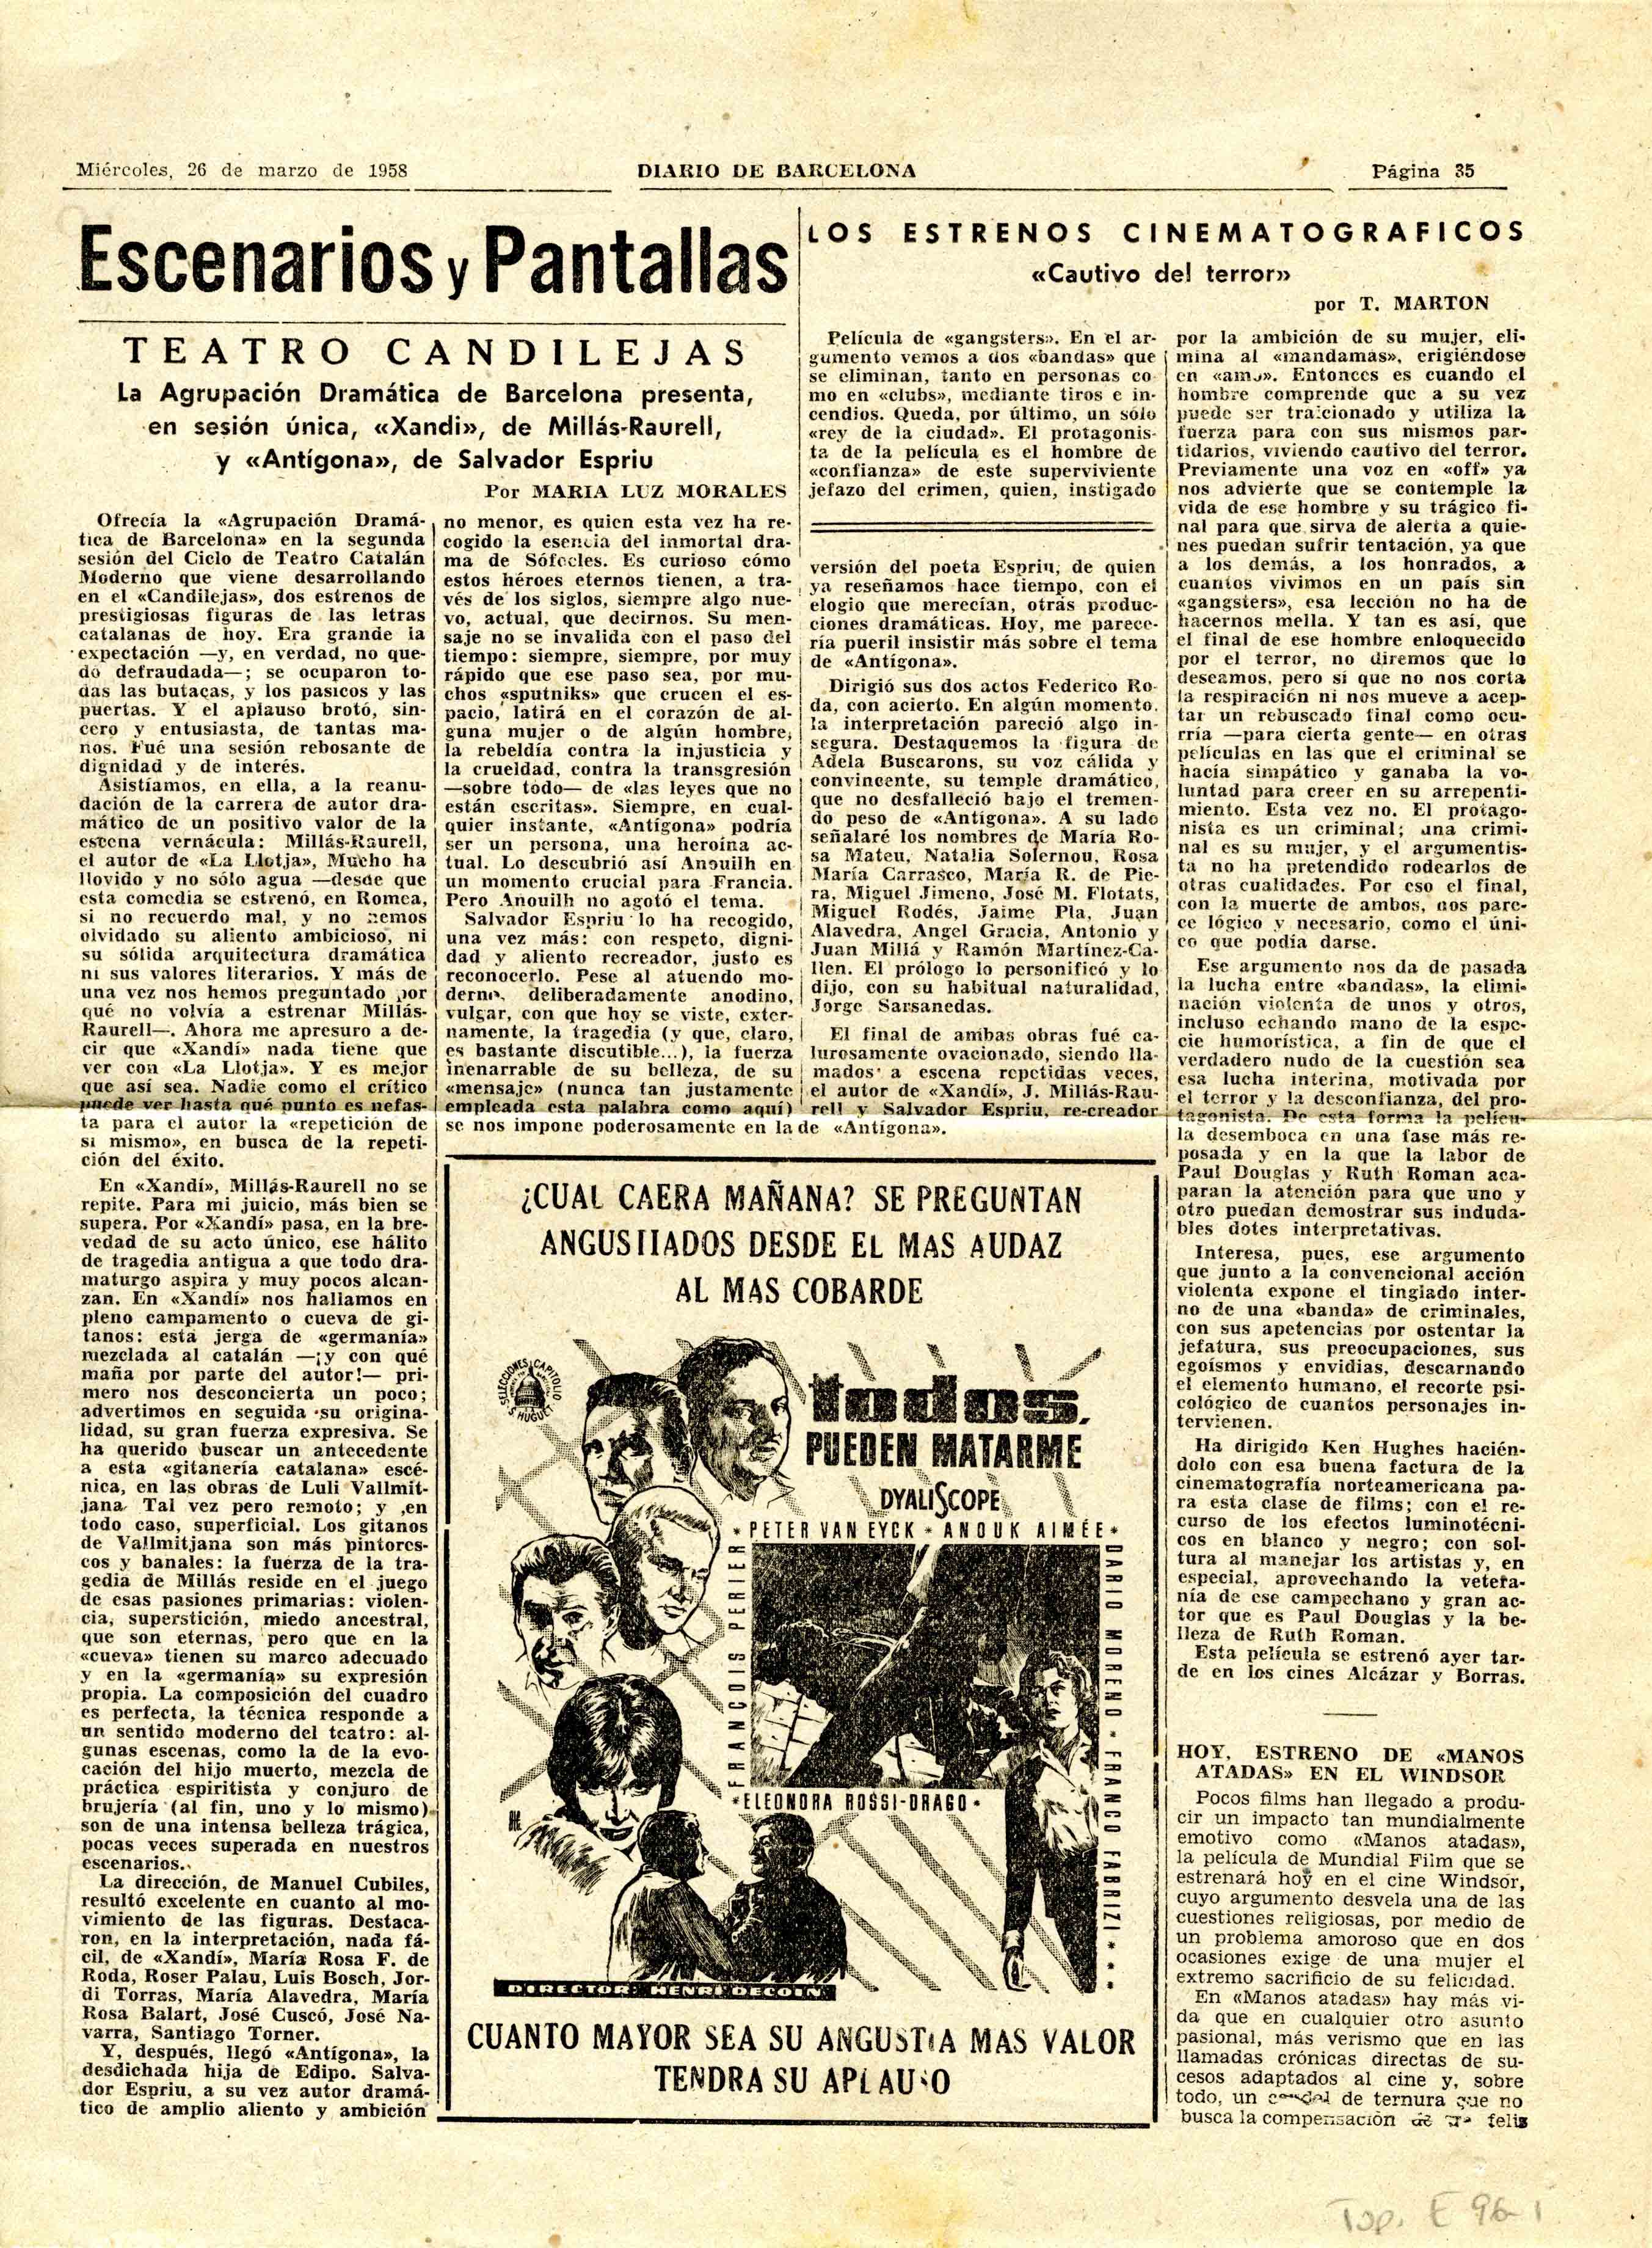 Miércoles, 26 de marzo de 1958
DIARIO DE BARCELONA
Página 35
Escenarios y Pantallas
TEATRO CANDILEJAS
La Agrupación Dramática de Barcelona presenta,
en sesión única, «Xandi», de Millás-Raurell,
y «Antígona», de Salvador Espriu
Por MARIA LUZ MORALES
Ofrecía la «Agrupación Dramá-
tica de Barcelona» en la segunda
sesión del Ciclo de Teatro Catalán
Moderno que viene desarrollando
en el «Candilejas», dos estrenos de
prestigiosas figuras de las letras
catalanas de hoy. Era grande la
expectación —y, en verdad, no que-
dó defraudada—; se ocuparon to-
das las butacas, y los pasicos y las
puertas. Y el aplauso brotó, sin-
cero y entusiasta, de tantas ma-
nos. Fué una sesión rebosante de
dignidad y de interés.
Asistíamos, en ella, a la reanu-
dación de la carrera de autor dra-
mático de un positivo valor de la
escena vernácula: Millás-Raurell,
el autor de «La Llotja», Mucho ha
llovido y no sólo agua —desde que
esta comedia se estrenó, en Romea,
si no recuerdo mal, y no hemos
olvidado su aliento ambicioso, ni
su sólida arquitectura dramática
ni sus valores literarios. Y más de
una vez nos hemos preguntado por
qué no volvía a estrenar Millás-
Raurell—. Ahora me apresuro a de-
cir que «Xandí» nada tiene que
ver con «La Llotja». Y es mejor
que así sea. Nadie como el crítico
puede ver hasta qué punto es nefas-
ta para el autor la «repetición de
si mismo», en busca de la repeti-
ción del éxito.
En «Xandí», Millás-Raurell no se
repite. Para mi juicio, más bien se
supera. Por «Xandí» pasa, en la bre-
vedad de su acto único, ese hálito
de tragedia antigua a que todo dra-
maturgo aspira y muy pocos alcan-
zan. En «Xandí» nos hallamos en
pleno campamento o cueva de gi-
tanos: esta jerga de «germanía»
mezclada al catalán —¡y con qué
maña por parte del autor!— pri-
mero nos desconcierta un poco;
advertimos en seguida su origina-
lidad, su gran fuerza expresiva. Se
ha querido buscar un antecedente
a esta «gitanería catalana» escé-
nica, en las obras de Luli Vallmit-
jana. Tal vez pero remoto; y ,en
todo caso, superficial. Los gitanos
de Vallmitjana son más pintores-
cos y banales: la fuerza de la tra-
gedia de Millás reside en el juego
de esas pasiones primarias: violen-
cia, superstición, miedo ancestral,
que son eternas, pero que en la
«cueva» tienen su marco adecuado
y en la «germanía» su expresión
propia. La composición del cuadro
es perfecta, la técnica responde a
un sentido moderno del teatro: al-
gunas escenas, como la de la evo-
cación del hijo muerto, mezcla de
práctica espiritista y conjuro de
brujería (al fin, uno y lo mismo)
son de una intensa belleza trágica,
pocas veces superada en nuestros
escenarios.
La dirección, de Manuel Cubiles,
resultó excelente en cuanto al mo-
vimiento de las figuras. Destaca-
ron, en la interpretación, nada fá-
cil, de «Xandí», María Rosa F. de
Roda, Roser Palau, Luis Bosch, Jor-
di Torras, María Alavedra, María
Rosa Balart, José Cuscó, José Na-
varra, Santiago Torner.
Y, después, llegó «Antígona», la
desdichada hija de Edipo. Salva-
dor Espriu, a su vez autor dramá-
tico de amplio aliento y ambición
no menor, es quien esta vez ha re-
cogido la esencia del inmortal dra-
ma de Sófocles. Es curioso cómo
estos héroes eternos tienen, a tra-
vés de los siglos, siempre algo nue-
vo, actual, que decirnos. Su men-
saje no se invalida con el paso del
tiempo: siempre, siempre, por muy
rápido que ese paso sea, por mu-
chos «sputniks» que crucen el es-
pacio, latirá en el corazón de al-
guna mujer o de algún hombre,
la rebeldía contra la injusticia y
la crueldad, contra la transgresión
—sobre todo— de «las leyes que no
están escritas». Siempre, en cual-
quier instante, «Antígona» podría
ser un persona, una heroína ac-
tual. Lo descubrió así Anouilh en
un momento crucial para Francia.
Pero Anouilh no agotó el tema.
Salvador Espriu lo ha recogido,
una vez más: con respeto, digni-
dad y aliento recreador, justo es
reconocerlo. Pese al atuendo mo-
derno, deliberadamente anodino,
vulgar, con que hoy se viste, exter-
namente, la tragedia (y que, claro,
es bastante discutible...), la fuerza
inenarrable de su belleza, de su
«mensaje» (nunca tan justamente
empleada esta palabra como aquí)
se nos impone poderosamente en la
versión del poeta Espriu, de quien
ya reseñamos hace tiempo, con el
elogio que merecían, otras produc-
ciones dramáticas. Hoy, me parece-
ría pueril insistir más sobre el tema
de «Antígona».
Dirigió sus dos actos Federico Ro-
da, con acierto. En algún momento,
la interpretación pareció algo in-
segura. Destaquemos la figura de
Adela Buscarons, su voz cálida y
convincente, su temple dramático,
que no desfalleció bajo el tremen-
do peso de «Antígona». A su lado
señalaré los nombres de María Ro-
sa Mateu, Natalia Solernou, Rosa
María Carrasco, María R. de Pie-
ra, Miguel Jimeno, José M. Flotats,
Miguel Rodés, Jaime Pla, Juan
Alavedra, Angel Gracia, Antonio y
Juan Millá y Ramón Martínez-Ca-
llen. El prólogo lo personificó y lo
dijo, con su habitual naturalidad,
Jorge Sarsanedas.
El final de ambas obras fué ca-
lurosamente ovacionado, siendo lla-
mados a escena repetidas veces,
el autor de «Xandí», J. Millás-Rau-
rell y Salvador Espriu, re-creador
de «Antígona».
LOS ESTRENOS CINEMATOGRAFICOS
«Cautivo del terror»
por T. MARTON
Película de «gangsters». En el ar-
gumento vemos a dos «bandas» que
se eliminan, tanto en personas co-
mo en «clubs», mediante tiros e in-
cendios. Queda, por último, un sólo
«rey de la ciudad». El protagonis-
ta de la película es el hombre de
«confianza» de este superviviente
jefazo del crimen, quien, instigado
por la ambición de su mujer, eli-
mina al «mandamás», erigiéndose
en «amo». Entonces es cuando el
hombre comprende que a su vez
puede ser traicionado y utiliza la
fuerza para con sus mismos par-
tidarios, viviendo cautivo del terror.
Previamente una voz en «off» ya
nos advierte que se contemple la
vida de ese hombre y su trágico fi-
nal para que sirva de alerta a quie-
nes puedan sufrir tentación, ya que
a los demás, a los honrados, a
cuantos vivimos en un país sin
«gangsters», esa lección no ha de
hacernos mella. Y tan es así, que
el final de ese hombre enloquecido
por el terror, no diremos que lo
deseamos, pero si que no nos corta
la respiración ni nos mueve a acep-
tar un rebuscado final como ocu-
rría —para cierta gente— en otras
películas en las que el criminal se
hacía simpático y ganaba la vo-
luntad para creer en su arrepenti-
miento. Esta vez no. El protago-
nista es un criminal; una crimi-
nal es su mujer, y el argumentis-
ta no ha pretendido rodearlos de
otras cualidades. Por eso el final,
con la muerte de ambos, nos pare-
ce lógico y necesario, como el úni-
co que podía darse.
Ese argumento nos da de pasada
la lucha entre «bandas», la elimi-
nación violenta de unos y otros,
incluso echando mano de la espe-
cie humorística, a fin de que el
verdadero nudo de la cuestión sea
esa lucha interina, motivada por
el terror y la desconfianza, del pro-
tagonista. De esta forma la pelícu-
la desemboca en una fase más re-
posada y en la que la labor de
Paul Douglas y Ruth Roman aca-
paran la atención para que uno y
otro puedan demostrar sus induda-
bles dotes interpretativas.
Interesa, pues, ese argumento
que junto a la convencional acción
violenta expone el tinglado inter-
no de una «banda» de criminales,
con sus apetencias por ostentar la
jefatura, sus preocupaciones, sus
egoísmos y envidias, descarnando
el elemento humano, el recorte psi-
cológico de cuantos personajes in-
tervienen.
Ha dirigido Ken Hughes hacién-
dolo con esa buena factura de la
cinematografía norteamericana pa-
ra esta clase de films; con el re-
curso de los efectos luminotécni-
cos en blanco y negro; con sol-
tura al manejar los artistas y, en
especial, aprovechando la vetera-
nía de ese campechano y gran ac-
tor que es Paul Douglas y la be-
lleza de Ruth Roman.
Esta película se estrenó ayer tar-
de en los cines Alcázar y Borras.
HOY, ESTRENO DE «MANOS
ATADAS» EN EL WINDSOR
Pocos films han llegado a produ-
cir un impacto tan mundialmente
emotivo como «Manos atadas»,
la película de Mundial Film que se
estrenará hoy en el cine Windsor,
cuyo argumento desvela una de las
cuestiones religiosas, por medio de
un problema amoroso que en dos
ocasiones exige de una mujer el
extremo sacrificio de su felicidad.
En «Manos atadas» hay más vi-
da que en cualquier otro asunto
pasional, más verismo que en las
llamadas crónicas directas de su-
cesos adaptados al cine y, sobre
todo, un caudal de ternura que no
busca la compensación de feliz
¿CUAL CAERA MAÑANA? SE PREGUNTAN
ANGUSTIADOS DESDE EL MAS AUDAZ
AL MAS COBARDE
SELECCIONES CAPITOLIO
S. HUGUET
todos
PUEDEN MATARME
DYALISCOPE
* PETER VAN EYCK * ANOUK AIMÉE *
FRANCOIS PERIER
DARIO MORENO * FRANCO FABRIZI * * *
* ELEONORA ROSSI-DRAGO *
DIRECTOR: HENRI DECOIN
CUANTO MAYOR SEA SU ANGUSTIA MAS VALOR
TENDRA SU APLAUSO
Top. E 96-1